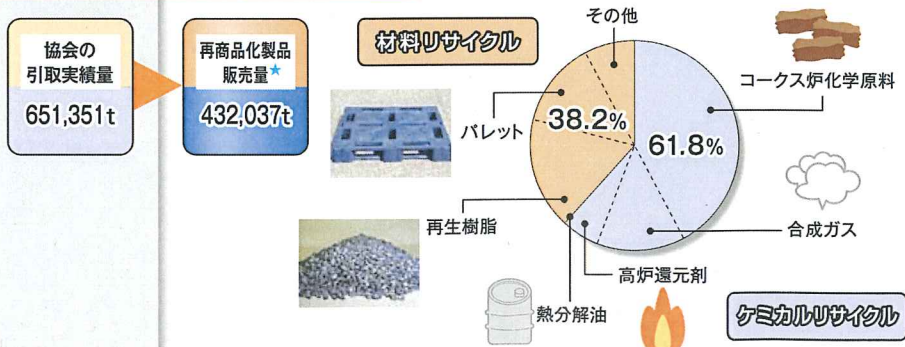 協会の
引取実績量
651,351t
再商品化製品
販売量★
432,037t
材料リサイクル
その他
コークス炉化学原料
パレット
38.2%
61.8%
再生樹脂
合成ガス
高炉還元剤
熱分解油
ケミカルリサイクル